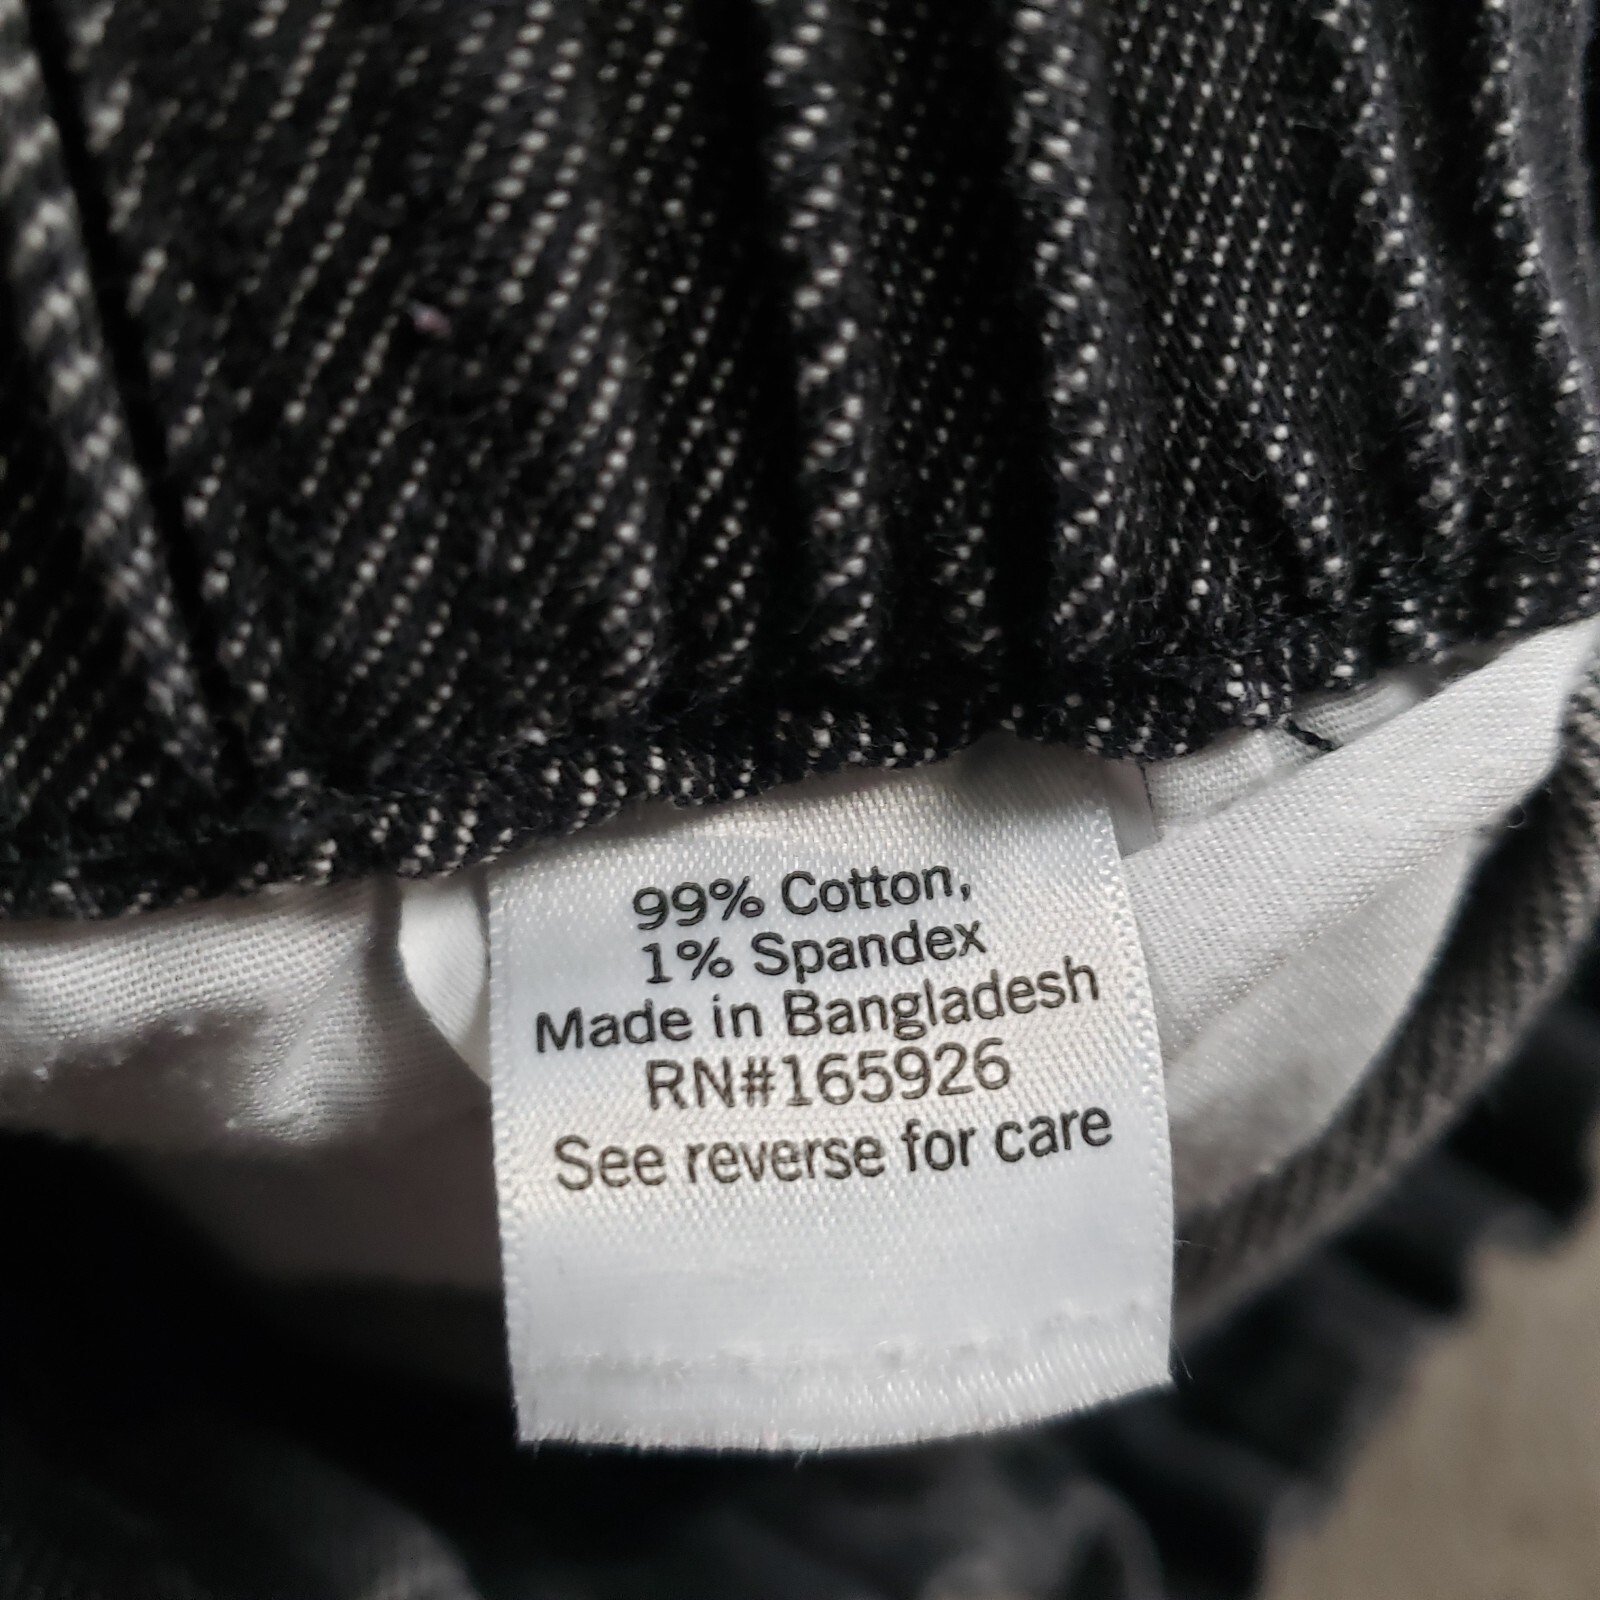 99% Cotton,
1% Spandex
Made in Bangladesh
RN#165926
See reverse for care